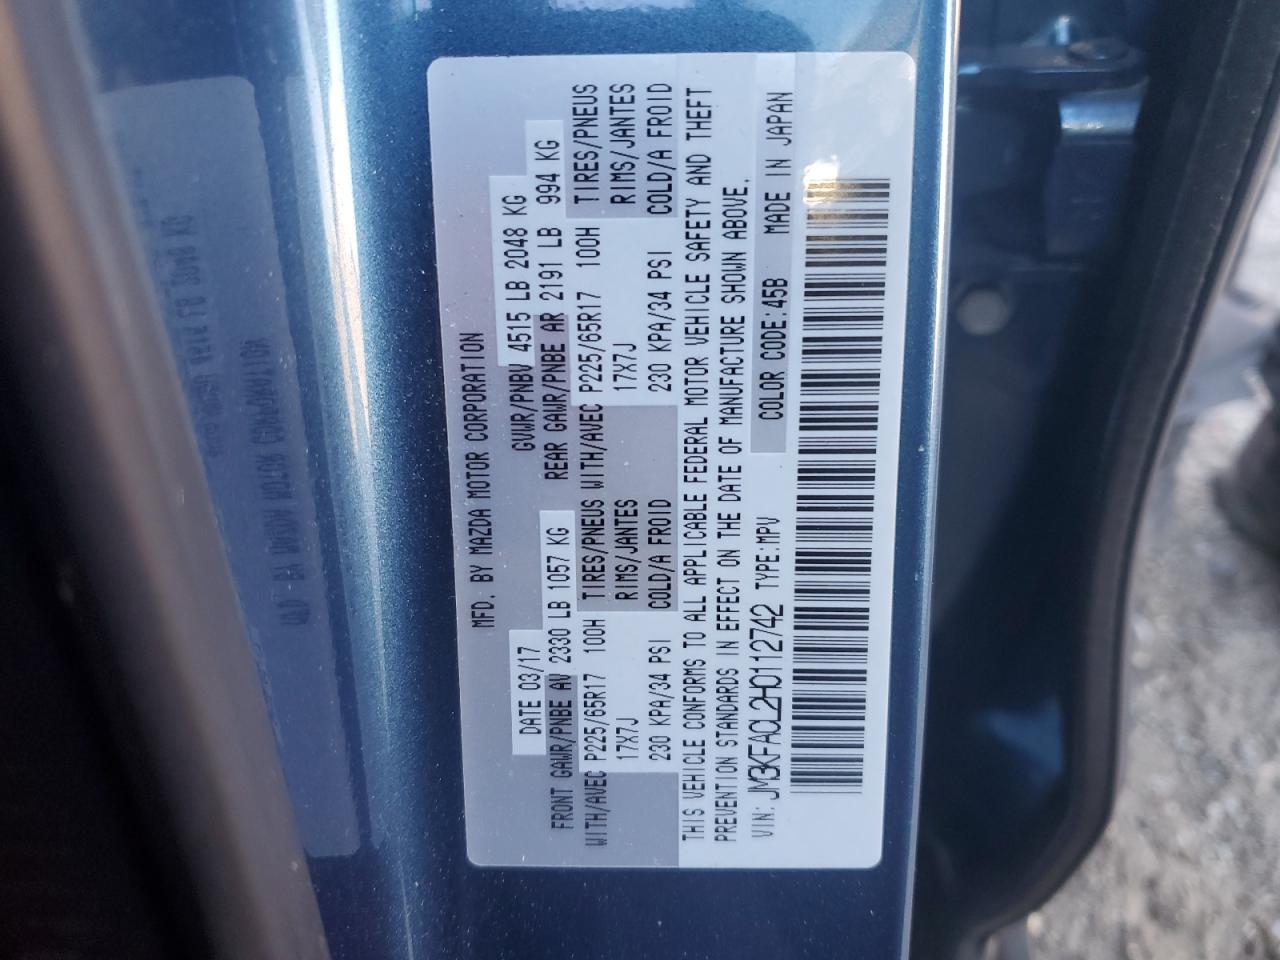 MFD. BY MAZDA MOTOR CORPORATION
DATE 03/17 GVWR/PNBV 4515 LB 2048 KG
FRONT GAWR/PNBE AV 2330 LB 1057 KG REAR GAWR/PNBE AR 2191 LB 994 KG
WITH/AVEC P225/65R17 100H TIRES/PNEUS WITH/AVEC P225/65R17 100H TIRES/PNEUS
17X7J RIMS/JANTES 17X7J RIMS/JANTES
230 KPA/34 PSI COLD/A FROID 230 KPA/34 PSI COLD/A FROID
THIS VEHICLE CONFORMS TO ALL APPLICABLE FEDERAL MOTOR VEHICLE SAFETY AND THEFT
PREVENTION STANDARDS IN EFFECT ON THE DATE OF MANUFACTURE SHOWN ABOVE.
VIN: JM3KFACL2H0112742 TYPE:MPV COLOR CODE:45B MADE IN JAPAN